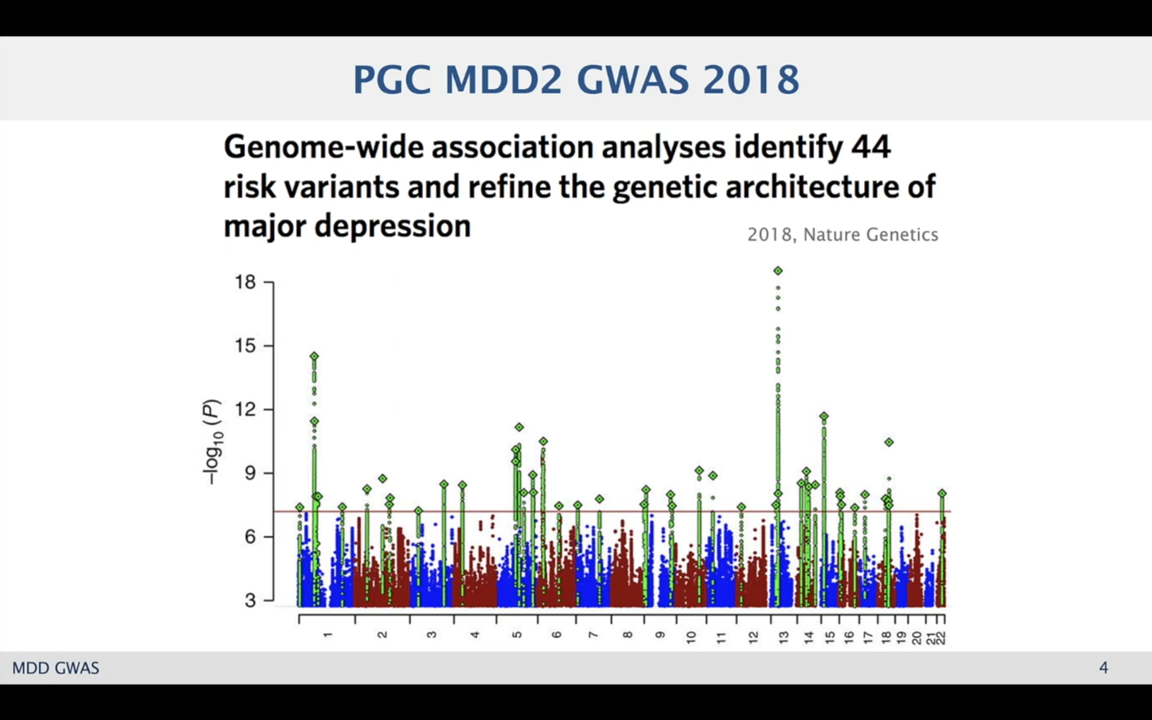 PGC MDD2 GWAS 2018
Genome-wide association analyses identify 44
risk variants and refine the genetic architecture of
major depression
2018, Nature Genetics
−log10 (P)
18
15
12
9
6
3
1 2 3 4 5 6 7 8 9 10 11 12 13 14 15 16 17 18 19 20 21 22
MDD GWAS
4